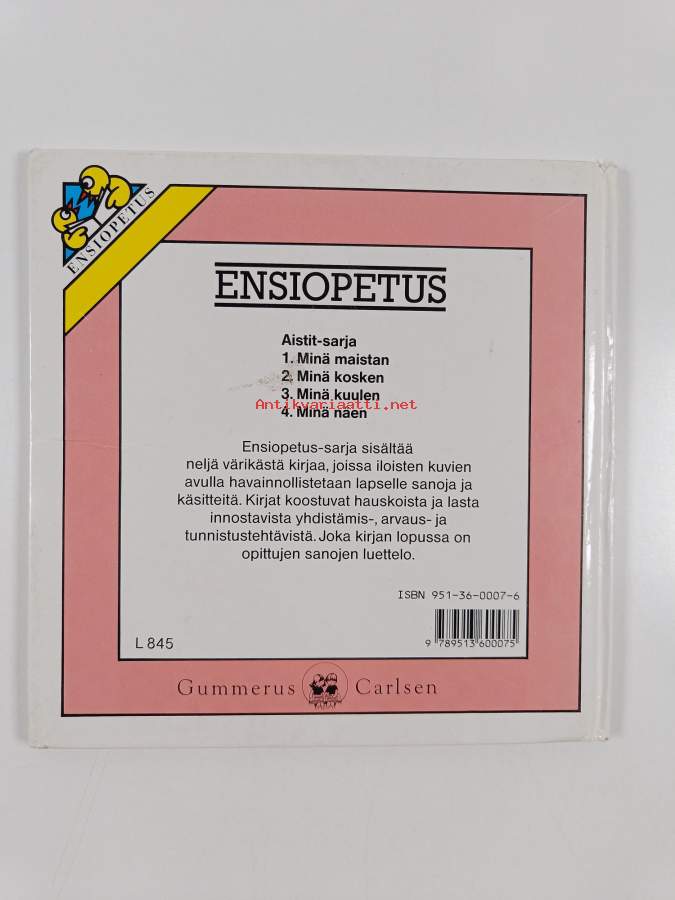 ENSIOPETUS
ENSIOPETUS
Aistit-sarja
1. Minä maistan
2. Minä kosken
3. Minä kuulen
Antikvariaatti.net
4. Minä näen
Ensiopetus-sarja sisältää
neljä värikästä kirjaa, joissa iloisten kuvien
avulla havainnollistetaan lapselle sanoja ja
käsitteitä. Kirjat koostuvat hauskoista ja lasta
innostavista yhdistämis-, arvaus- ja
tunnistustehtävistä. Joka kirjan lopussa on
opittujen sanojen luettelo.
ISBN 951-36-0007-6
9 789513 600075
L 845
Gummerus Carlsen